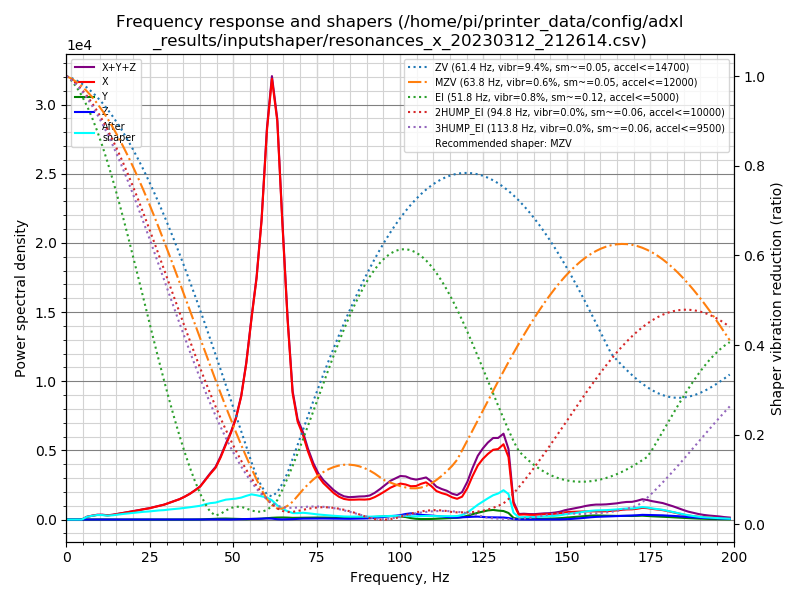 Frequency response and shapers (/home/pi/printer_data/config/adxl
_results/inputshaper/resonances_x_20230312_212614.csv)
1e4
X+Y+Z
X
Y
Z
After
shaper
ZV (61.4 Hz, vibr=9.4%, sm~=0.05, accel<=14700)
MZV (63.8 Hz, vibr=0.6%, sm~=0.05, accel<=12000)
EI (51.8 Hz, vibr=0.8%, sm~=0.12, accel<=5000)
2HUMP_EI (94.8 Hz, vibr=0.0%, sm~=0.06, accel<=10000)
3HUMP_EI (113.8 Hz, vibr=0.0%, sm~=0.06, accel<=9500)
Recommended shaper: MZV
3.0
2.5
2.0
1.5
1.0
0.5
0.0
Power spectral density
1.0
0.8
0.6
0.4
0.2
0.0
Shaper vibration reduction (ratio)
0 25 50 75 100 125 150 175 200
Frequency, Hz